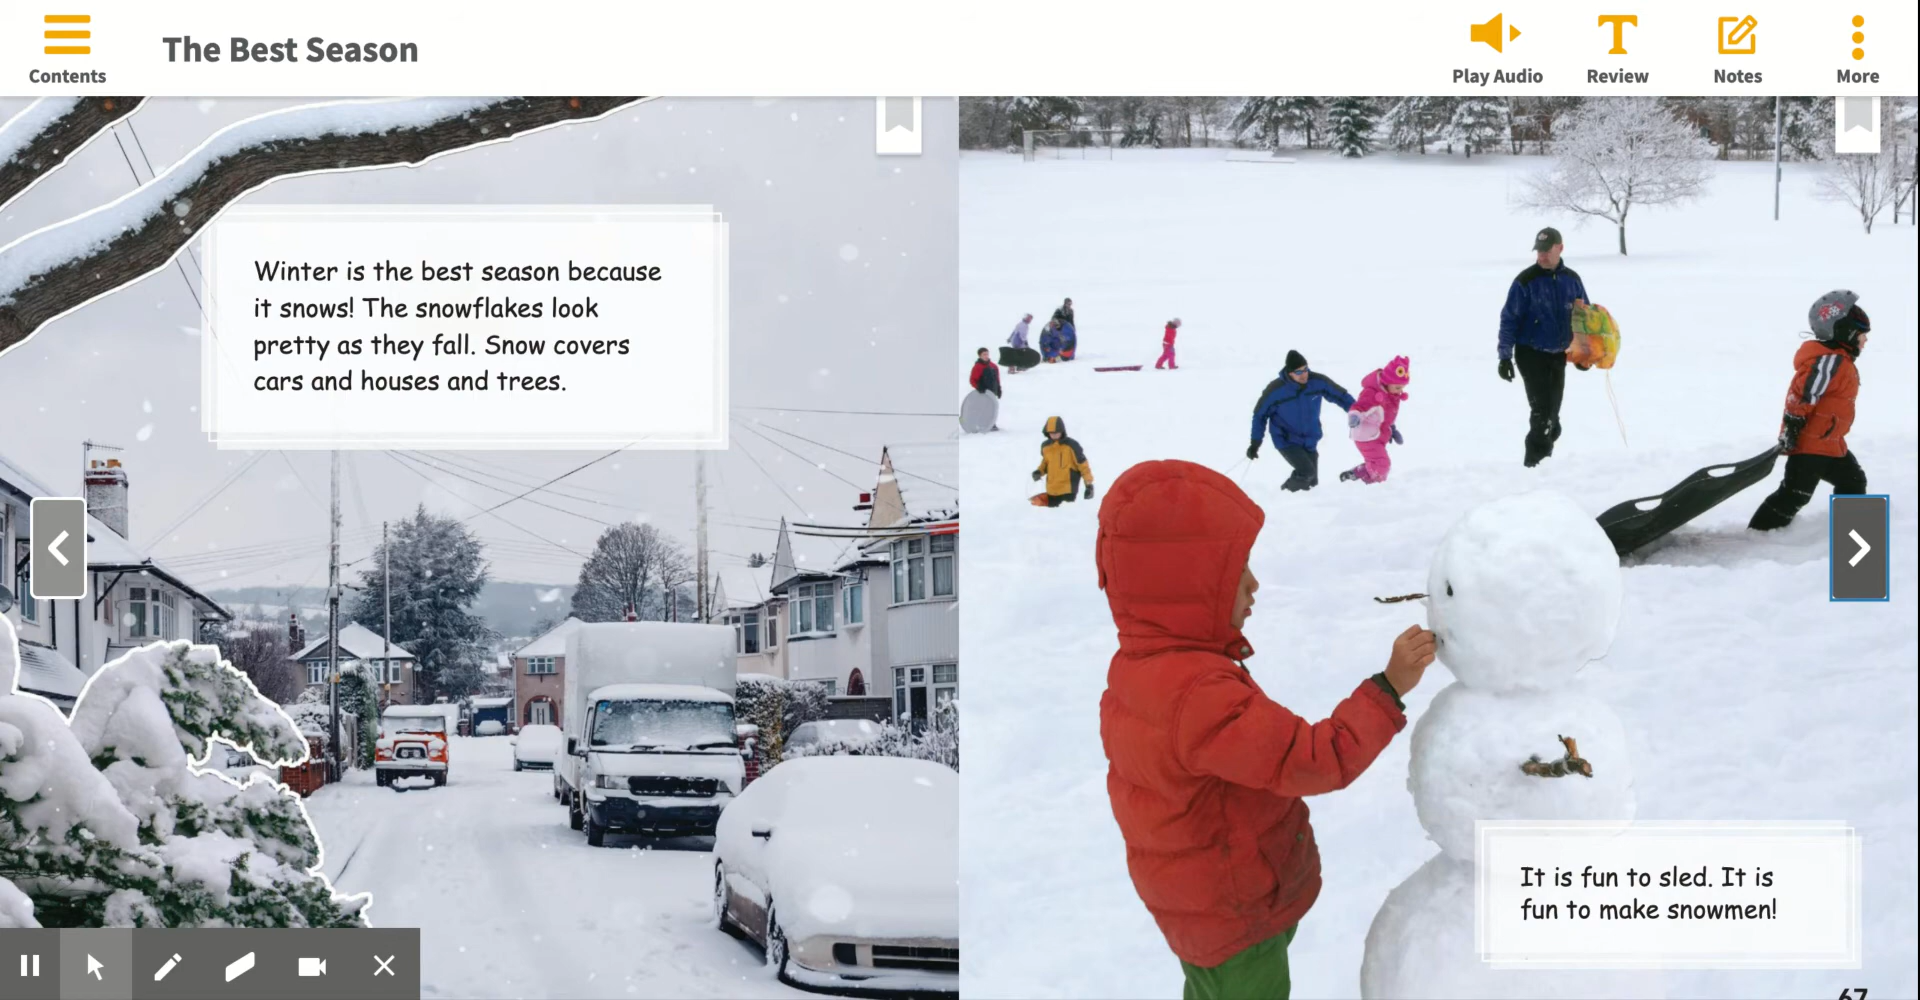 Contents
The Best Season
Play Audio
Review
Notes
More
Winter is the best season because
it snows! The snowflakes look
pretty as they fall. Snow covers
cars and houses and trees.
It is fun to sled. It is
fun to make snowmen!
67